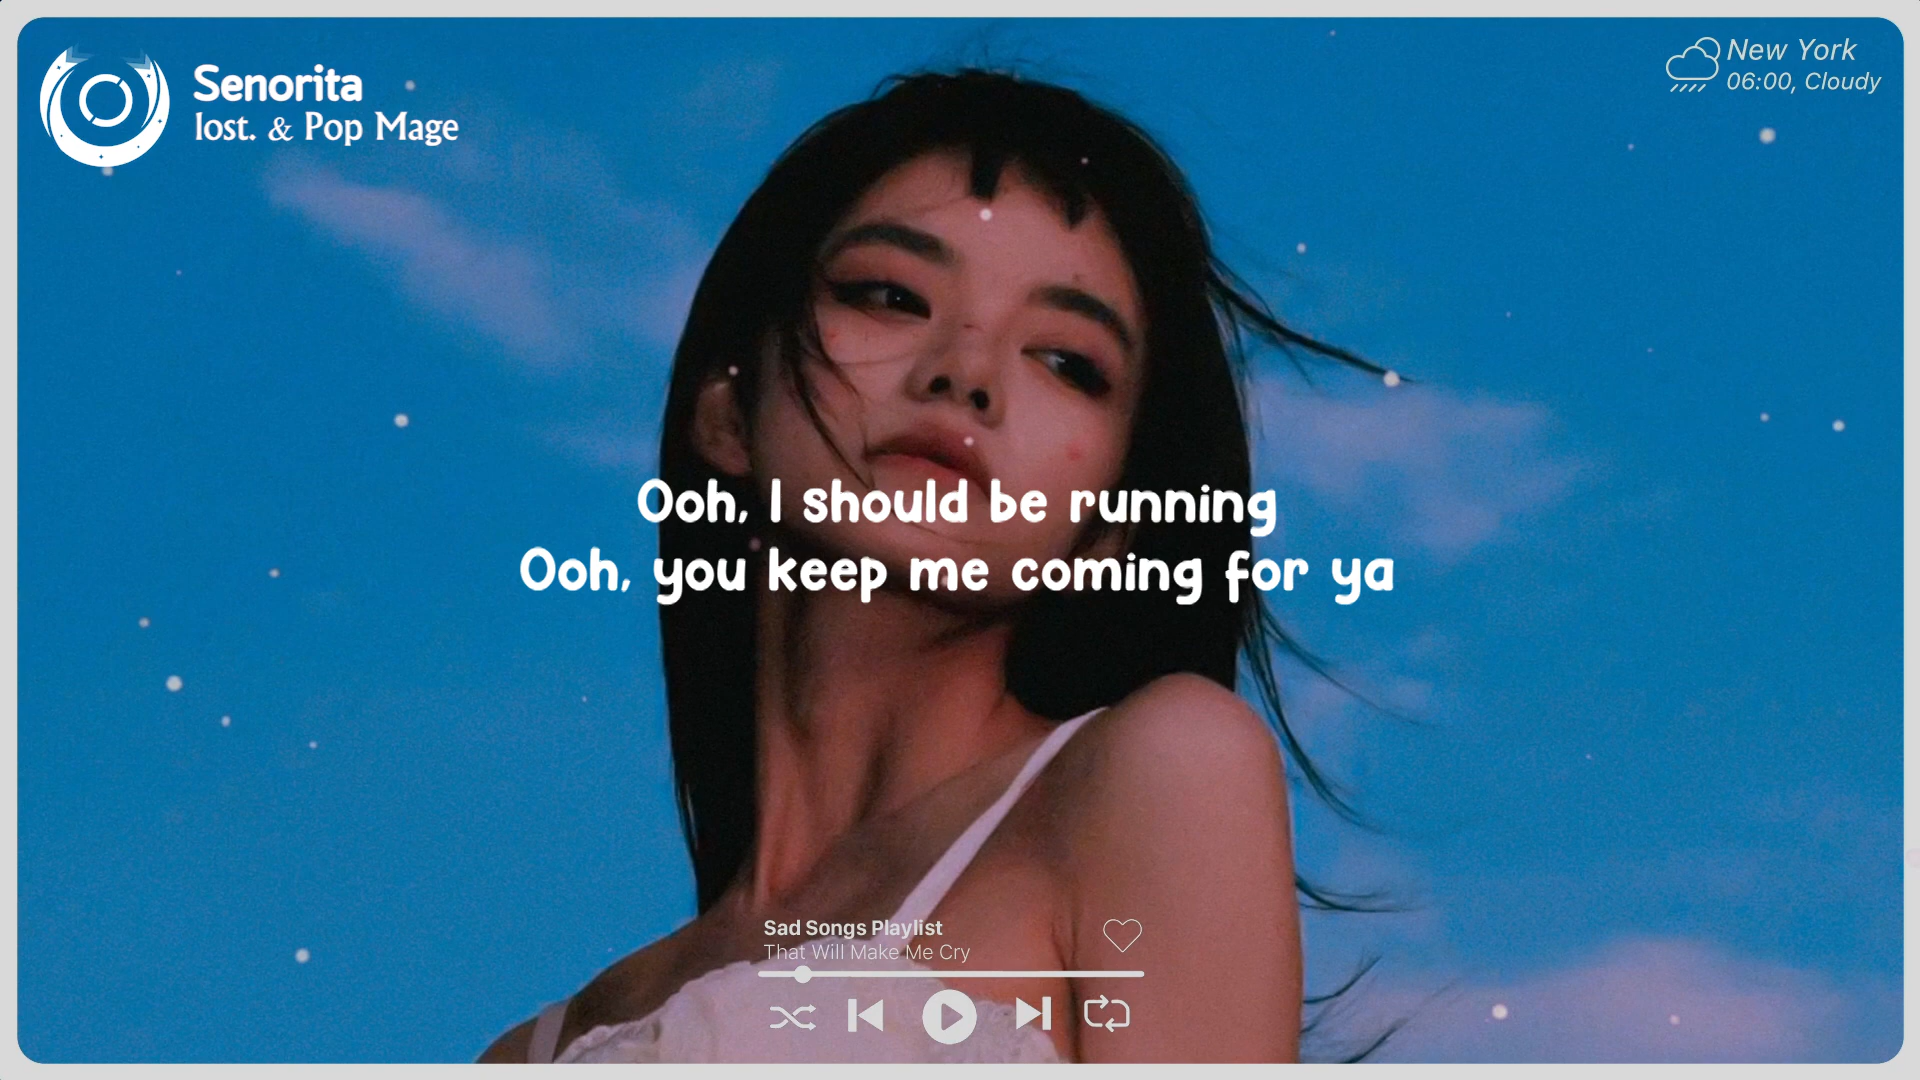 Senorita
lost. & Pop Mage
New York
06:00, Cloudy
Ooh, I should be running
Ooh, you keep me coming for ya
Sad Songs Playlist
That Will Make Me Cry